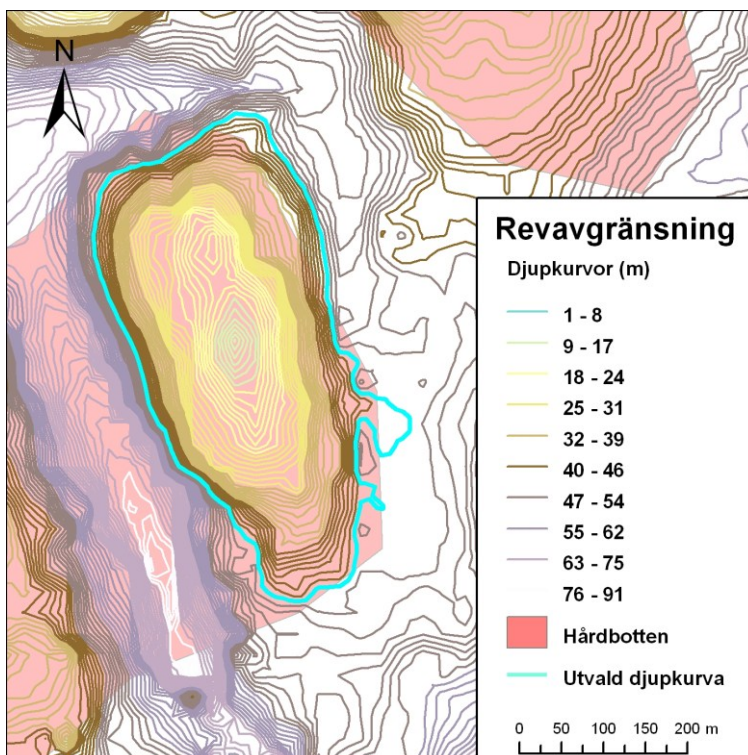 N
Revavgränsning
Djupkurvor (m)
1 - 8
9 - 17
18 - 24
25 - 31
32 - 39
40 - 46
47 - 54
55 - 62
63 - 75
76 - 91
Hårdbotten
Utvald djupkurva
0 50 100 150 200 m